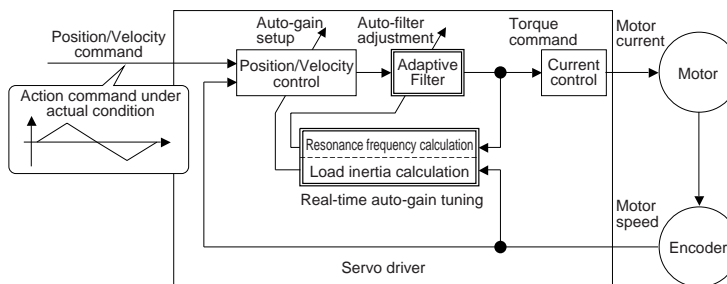 Position/Velocity
command
Action command under
actual condition
Auto-gain
setup
Auto-filter
adjustment
Torque
command
Motor
current
Position/Velocity
control
Adaptive
Filter
Current
control
Motor
Resonance frequency calculation
Load inertia calculation
Real-time auto-gain tuning
Motor
speed
Encoder
Servo driver